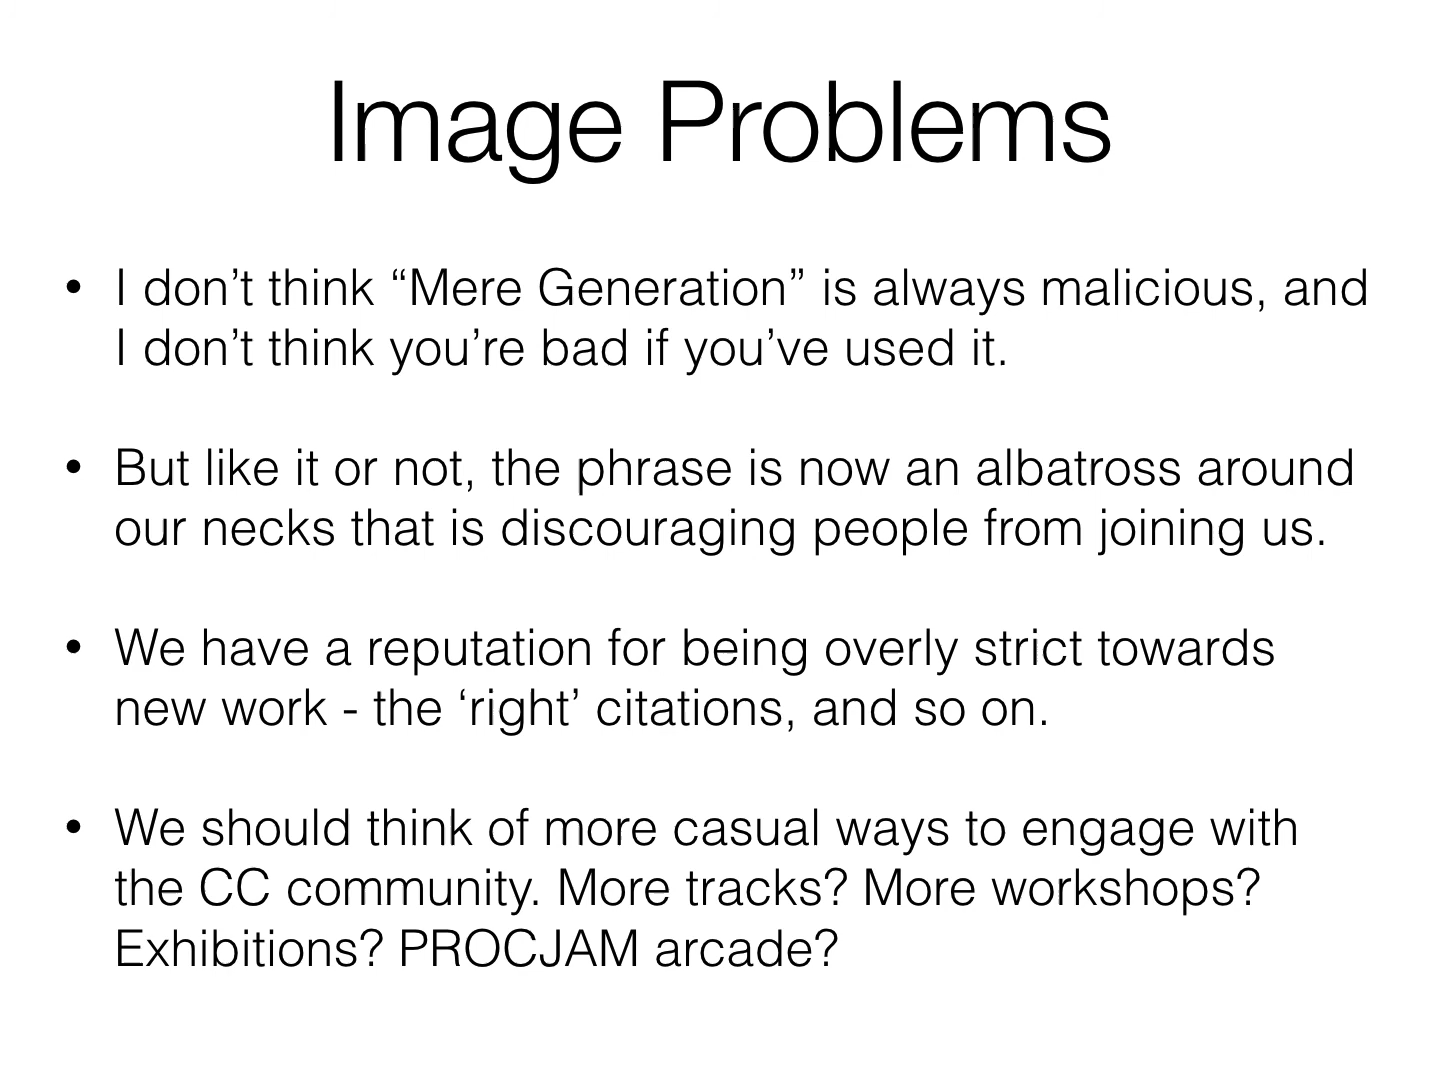 Image Problems
• I don’t think “Mere Generation” is always malicious, and
I don’t think you’re bad if you’ve used it.
• But like it or not, the phrase is now an albatross around
our necks that is discouraging people from joining us.
• We have a reputation for being overly strict towards
new work - the ‘right’ citations, and so on.
• We should think of more casual ways to engage with
the CC community. More tracks? More workshops?
Exhibitions? PROCJAM arcade?